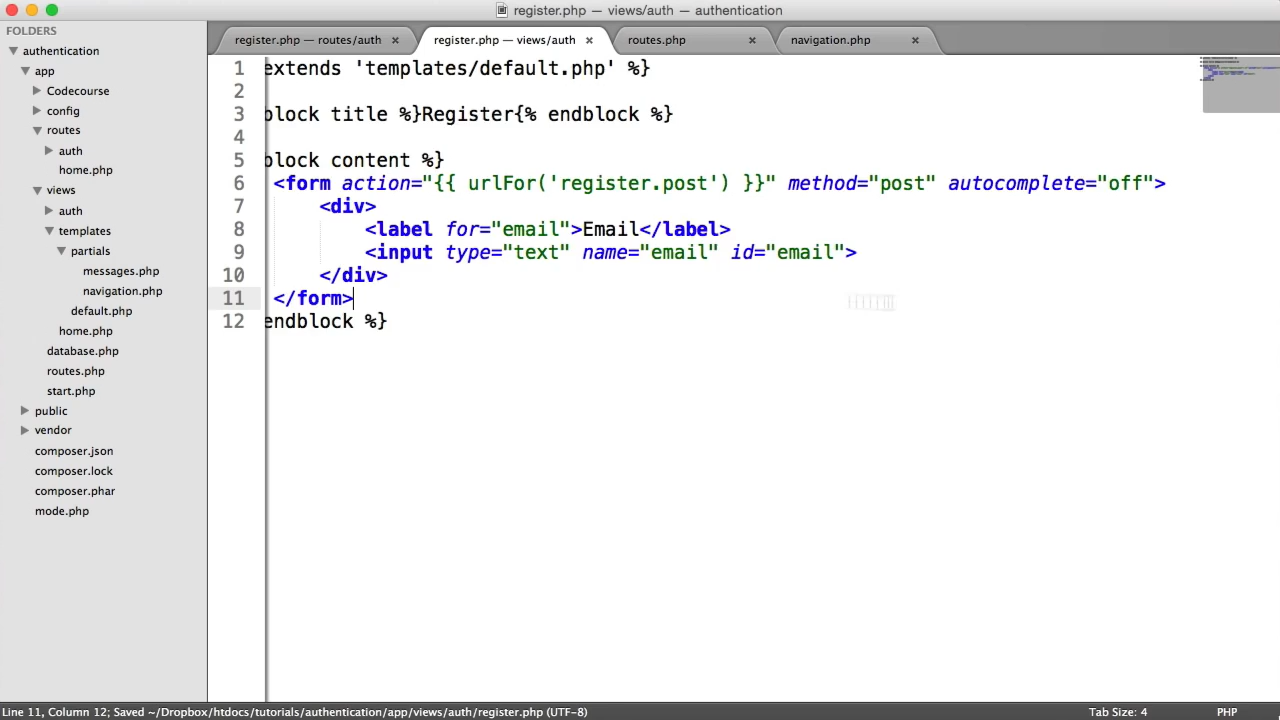 register.php — views/auth — authentication
FOLDERS
authentication
app
Codecourse
config
routes
auth
home.php
views
auth
templates
partials
messages.php
navigation.php
default.php
home.php
database.php
routes.php
start.php
public
vendor
composer.json
composer.lock
composer.phar
mode.php
register.php — routes/auth ×
register.php — views/auth ×
routes.php ×
navigation.php ×
1 extends 'templates/default.php' %}
2
3 block title %}Register{% endblock %}
4
5 block content %}
6 <form action="{{ urlFor('register.post') }}" method="post" autocomplete="off">
7 <div>
8 <label for="email">Email</label>
9 <input type="text" name="email" id="email">
10 </div>
11 </form>
12 endblock %}
Line 11, Column 12; Saved ~/Dropbox/htdocs/tutorials/authentication/app/views/auth/register.php (UTF-8)
Tab Size: 4
PHP